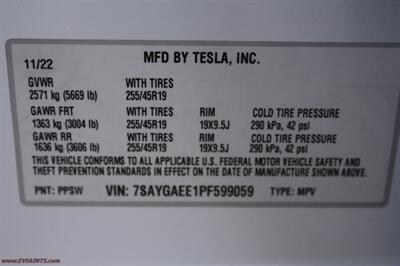 11/22
MFD BY TESLA, INC.
GVWR WITH TIRES
2571 kg (5669 lb) 255/45R19
GAWR FRT WITH TIRES RIM COLD TIRE PRESSURE
1363 kg (3004 lb) 255/45R19 19X9.5J 290 kPa, 42 psi
GAWR RR WITH TIRES RIM COLD TIRE PRESSURE
1636 kg (3606 lb) 255/45R19 19X9.5J 290 kPa, 42 psi
THIS VEHICLE CONFORMS TO ALL APPLICABLE U.S. FEDERAL MOTOR VEHICLE SAFETY AND
THEFT PREVENTION STANDARDS IN EFFECT ON THE DATE OF MANUFACTURE SHOWN ABOVE.
PNT: PPSW VIN: 7SAYGAEE1PF599059 TYPE: MPV
www.EVSAINTS.com